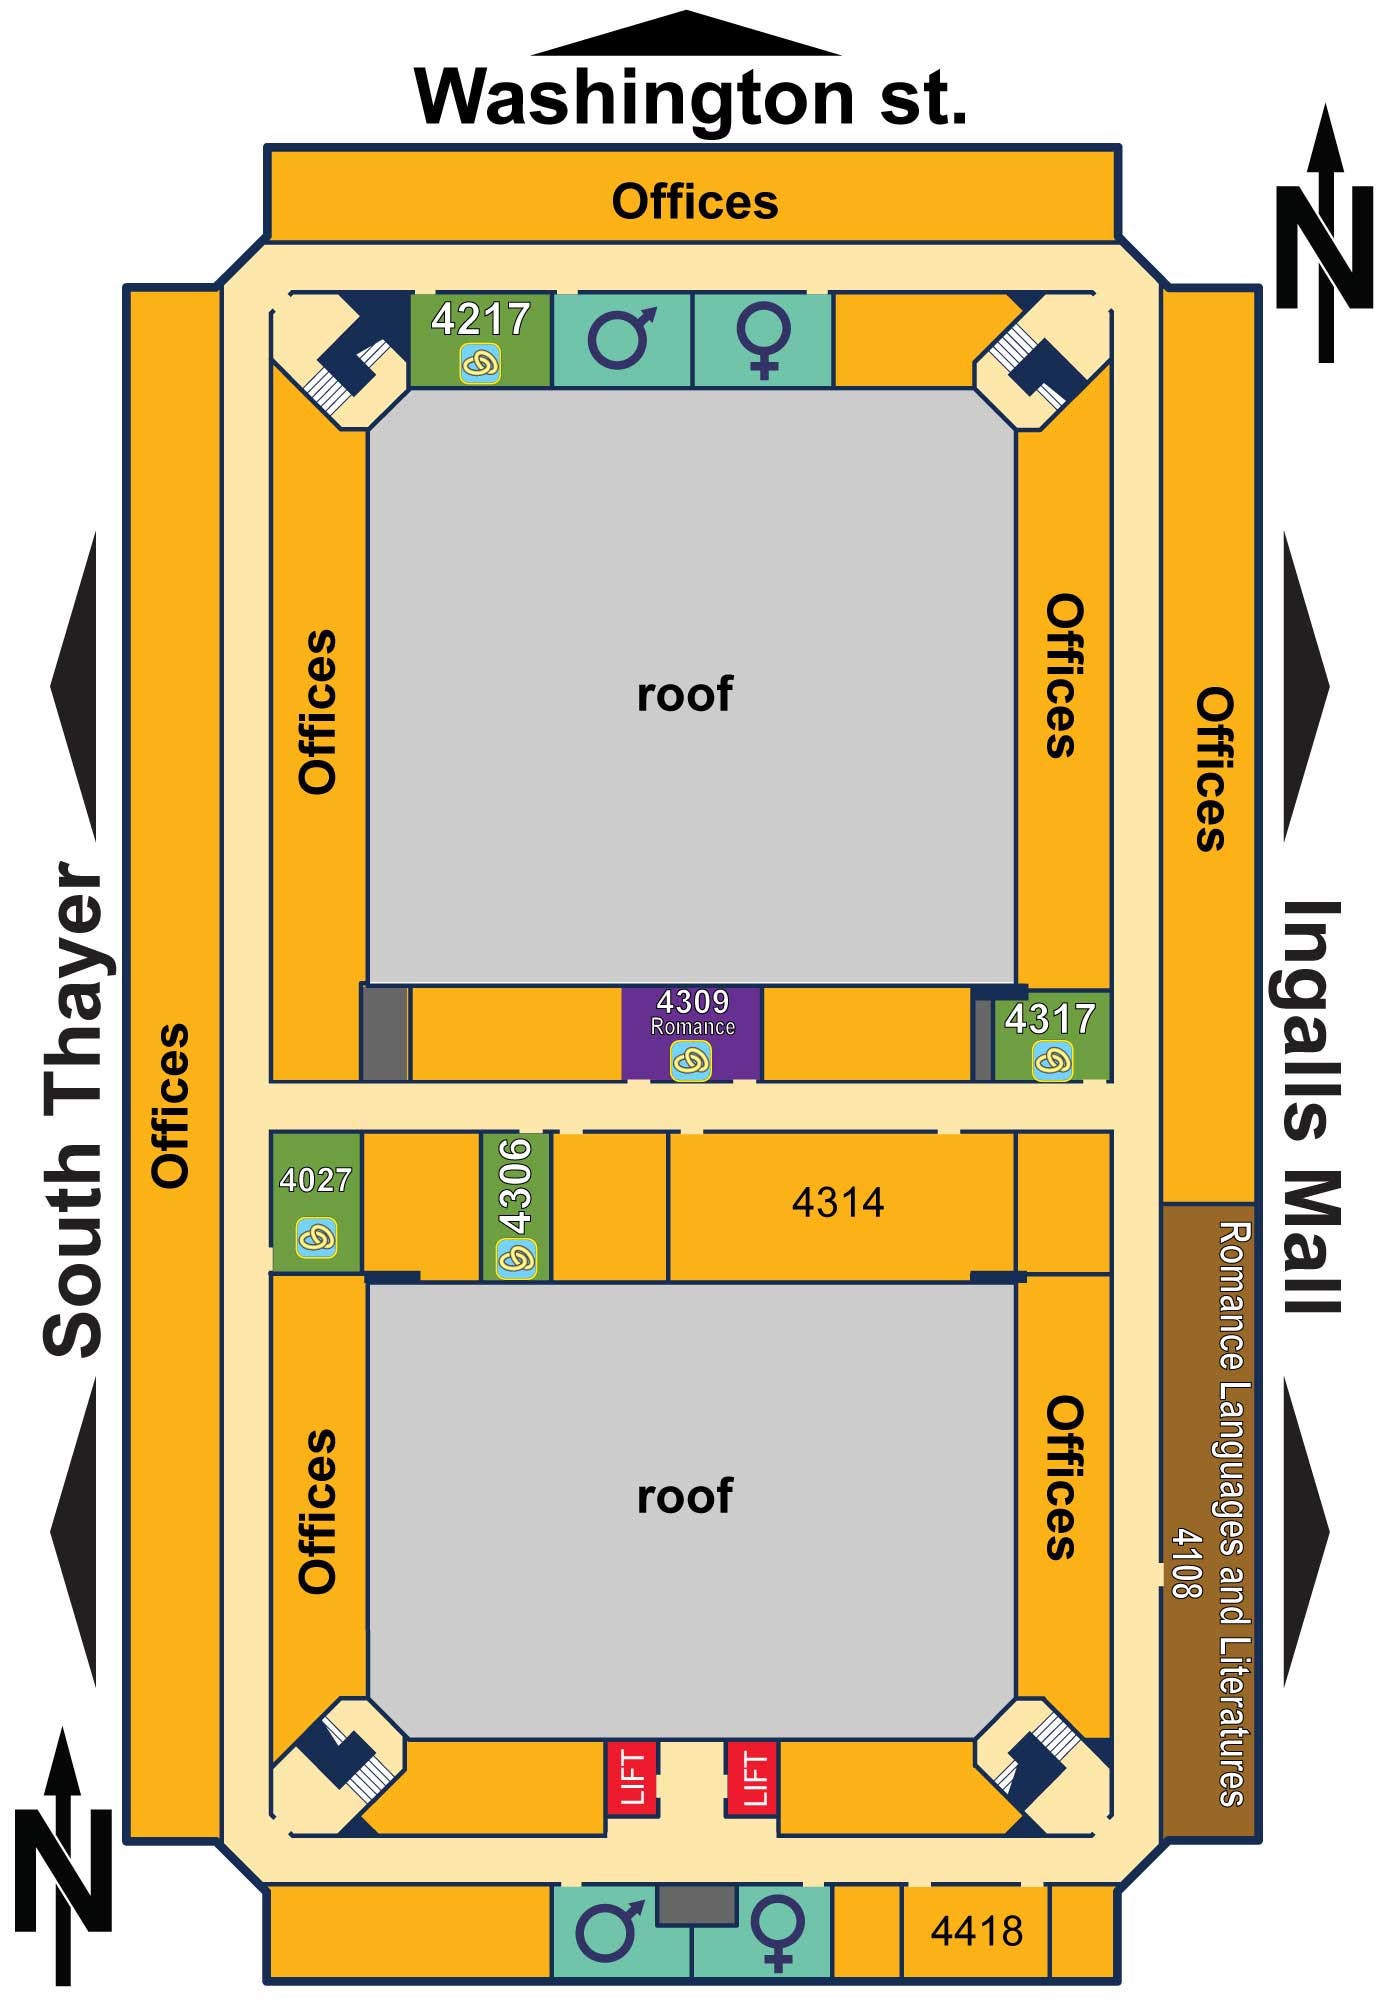 Washington st.
N
Offices
4217
Offices
Offices
Offices
roof
South Thayer
Ingalls Mall
Offices
4309
Romance
4317
4027
4306
4314
Romance Languages and Literatures
4108
Offices
Offices
roof
LIFT
LIFT
N
4418